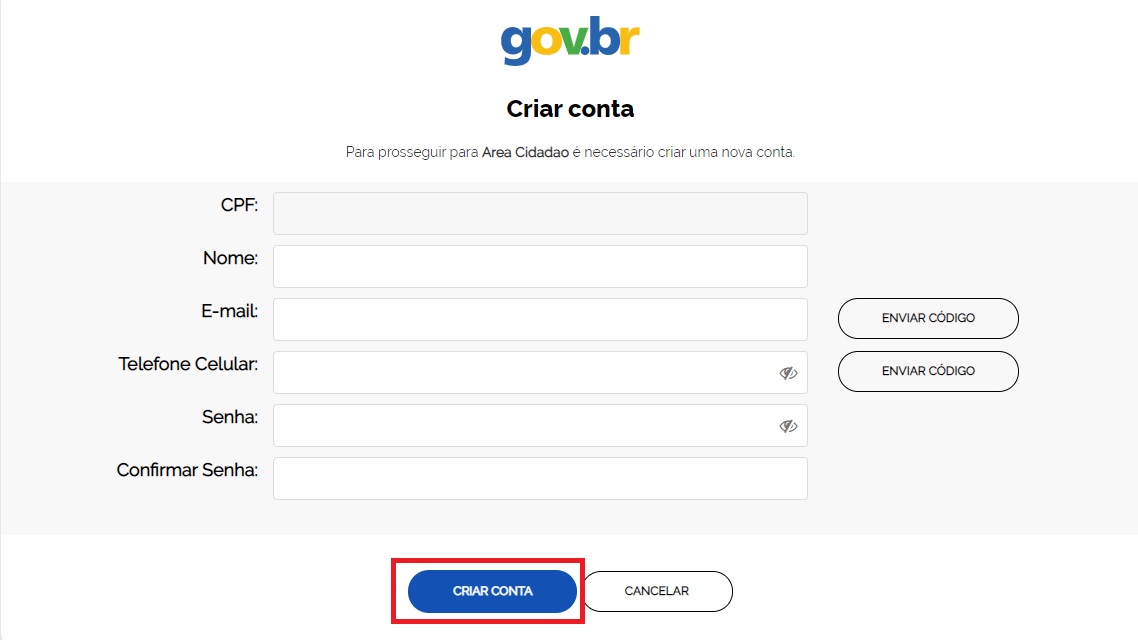 gov.br
Criar conta
Para prosseguir para Area Cidadao é necessário criar uma nova conta.
CPF:
Nome:
E-mail:
ENVIAR CÓDIGO
Telefone Celular:
ENVIAR CÓDIGO
Senha:
Confirmar Senha:
CRIAR CONTA
CANCELAR